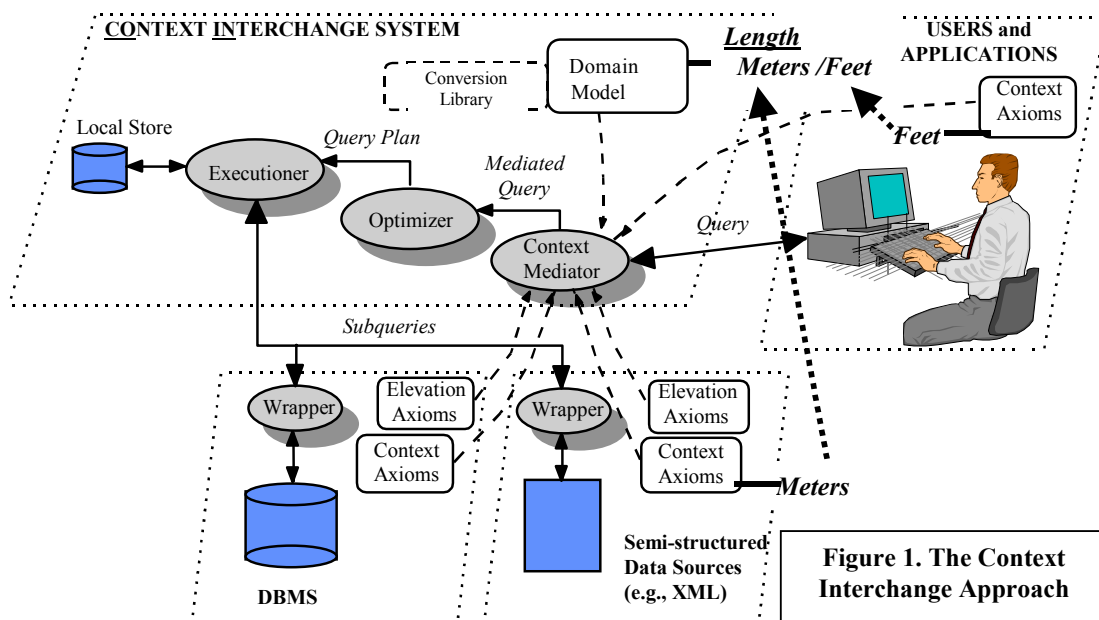 CONTEXT INTERCHANGE SYSTEM
Length
Meters /Feet
USERS and
APPLICATIONS
Conversion
Library
Domain
Model
Context
Axioms
Feet
Local Store
Query Plan
Executioner
Mediated
Query
Optimizer
Context
Mediator
Query
Subqueries
Wrapper
Elevation
Axioms
Context
Axioms
Wrapper
Elevation
Axioms
Context
Axioms
Meters
DBMS
Semi-structured
Data Sources
(e.g., XML)
Figure 1. The Context
Interchange Approach